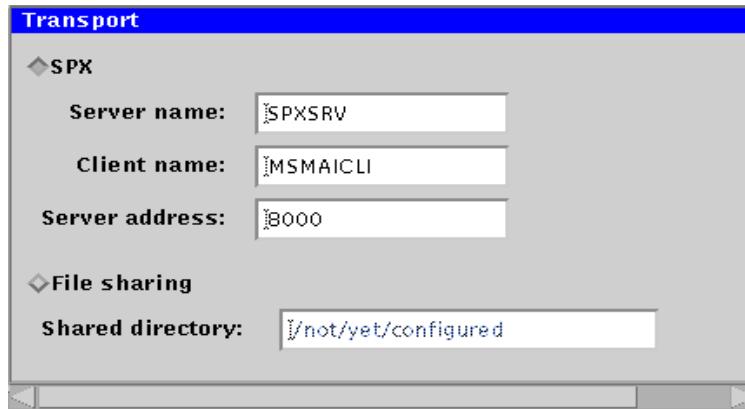 Transport
SPX
Server name: SPXSRV
Client name: MSMAICLI
Server address: 8000
File sharing
Shared directory: /not/yet/configured